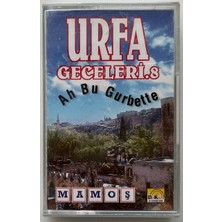 URFA
GECELERİ.8
Ah Bu Gurbette
MAMOŞ